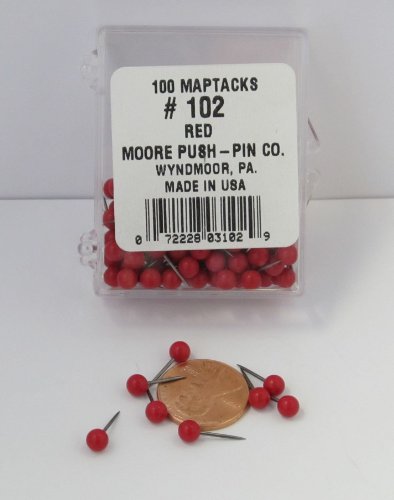 100 MAPTACKS
# 102
RED
MOORE PUSH-PIN CO.
WYNDMOOR, PA.
MADE IN USA
0 72228 03102 9